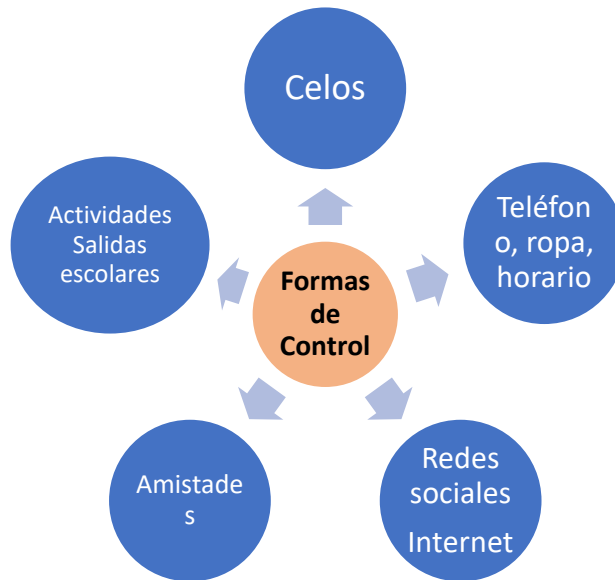 Celos
Teléfon
o, ropa,
horario
Redes
sociales
Internet
Amistade
s
Actividades
Salidas
escolares
Formas
de
Control